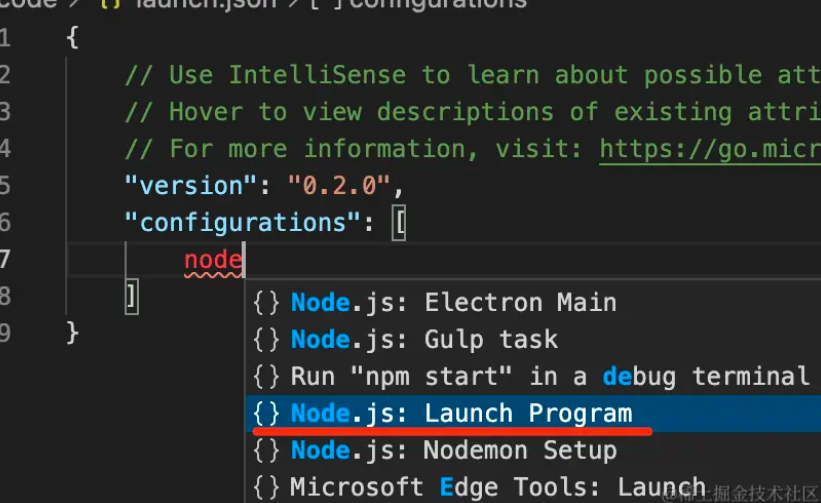 code > {} launch.json > [ ] configurations
1 {
2 // Use IntelliSense to learn about possible att
3 // Hover to view descriptions of existing attri
4 // For more information, visit: https://go.micr
5 "version": "0.2.0",
6 "configurations": [
7 node
8 ]
9 }
{} Node.js: Electron Main
{} Node.js: Gulp task
{} Run "npm start" in a debug terminal
{} Node.js: Launch Program
{} Node.js: Nodemon Setup
{} Microsoft Edge Tools: Launch
@稀土掘金技术社区